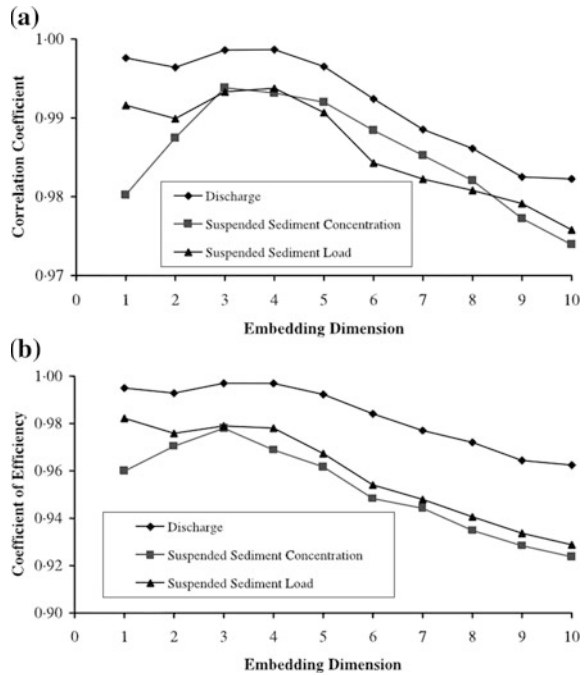 (a)
1·00
0·99
0·98
0·97
Correlation Coefficient
Discharge
Suspended Sediment Concentration
Suspended Sediment Load
0 1 2 3 4 5 6 7 8 9 10
Embedding Dimension
(b)
1·00
0·98
0·96
0·94
0·92
0·90
Coefficient of Efficiency
Discharge
Suspended Sediment Concentration
Suspended Sediment Load
0 1 2 3 4 5 6 7 8 9 10
Embedding Dimension